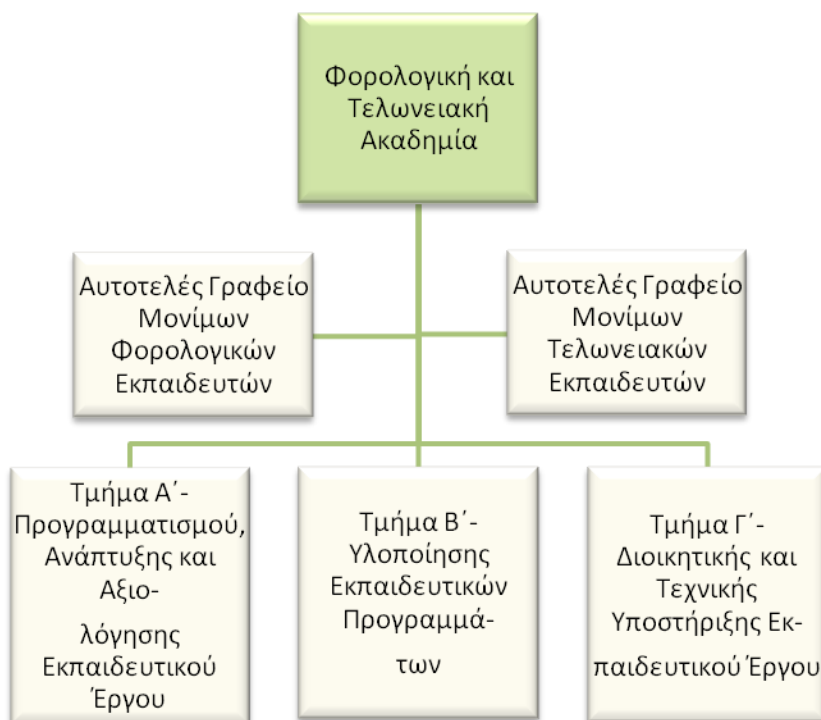 Φορολογική και
Τελωνειακή
Ακαδημία
Αυτοτελές Γραφείο
Μονίμων
Φορολογικών
Εκπαιδευτών
Αυτοτελές Γραφείο
Μονίμων
Τελωνειακών
Εκπαιδευτών
Τμήμα Α΄-
Προγραμματισμού,
Ανάπτυξης και
Αξιο-
λόγησης
Εκπαιδευτικού
Έργου
Τμήμα Β΄-
Υλοποίησης
Εκπαιδευτικών
Προγραμμά-
των
Τμήμα Γ΄-
Διοικητικής και
Τεχνικής
Υποστήριξης Εκ-
παιδευτικού Έργου